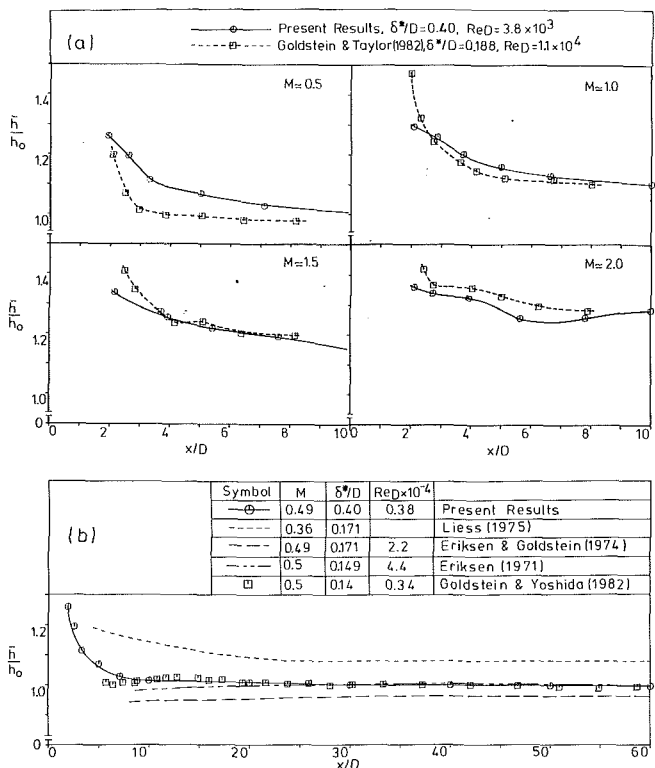 (a)
Present Results, δ*/D=0.40, ReD=3.8×10³
Goldstein & Taylor(1982),δ*/D=0.188, ReD=1.1×10⁴
M≃0.5
M≃1.0
1.4
h̄/h₀
1.2
1.0
M≃1.5
M≃2.0
1.4
h̄/h₀
1.2
1.0
0
0 2 4 6 8 10 0 2 4 6 8 10
x/D x/D
(b)
Symbol M δ*/D ReD×10⁻⁴
0.49 0.40 0.38 Present Results
0.36 0.171 Liess (1975)
0.49 0.171 2.2 Eriksen & Goldstein (1974)
0.5 0.149 4.4 Eriksen (1971)
0.5 0.14 0.34 Goldstein & Yoshida (1982)
1.2
h̄/h₀
1.0
0
0 10 20 30 40 50 60
x/D x/D